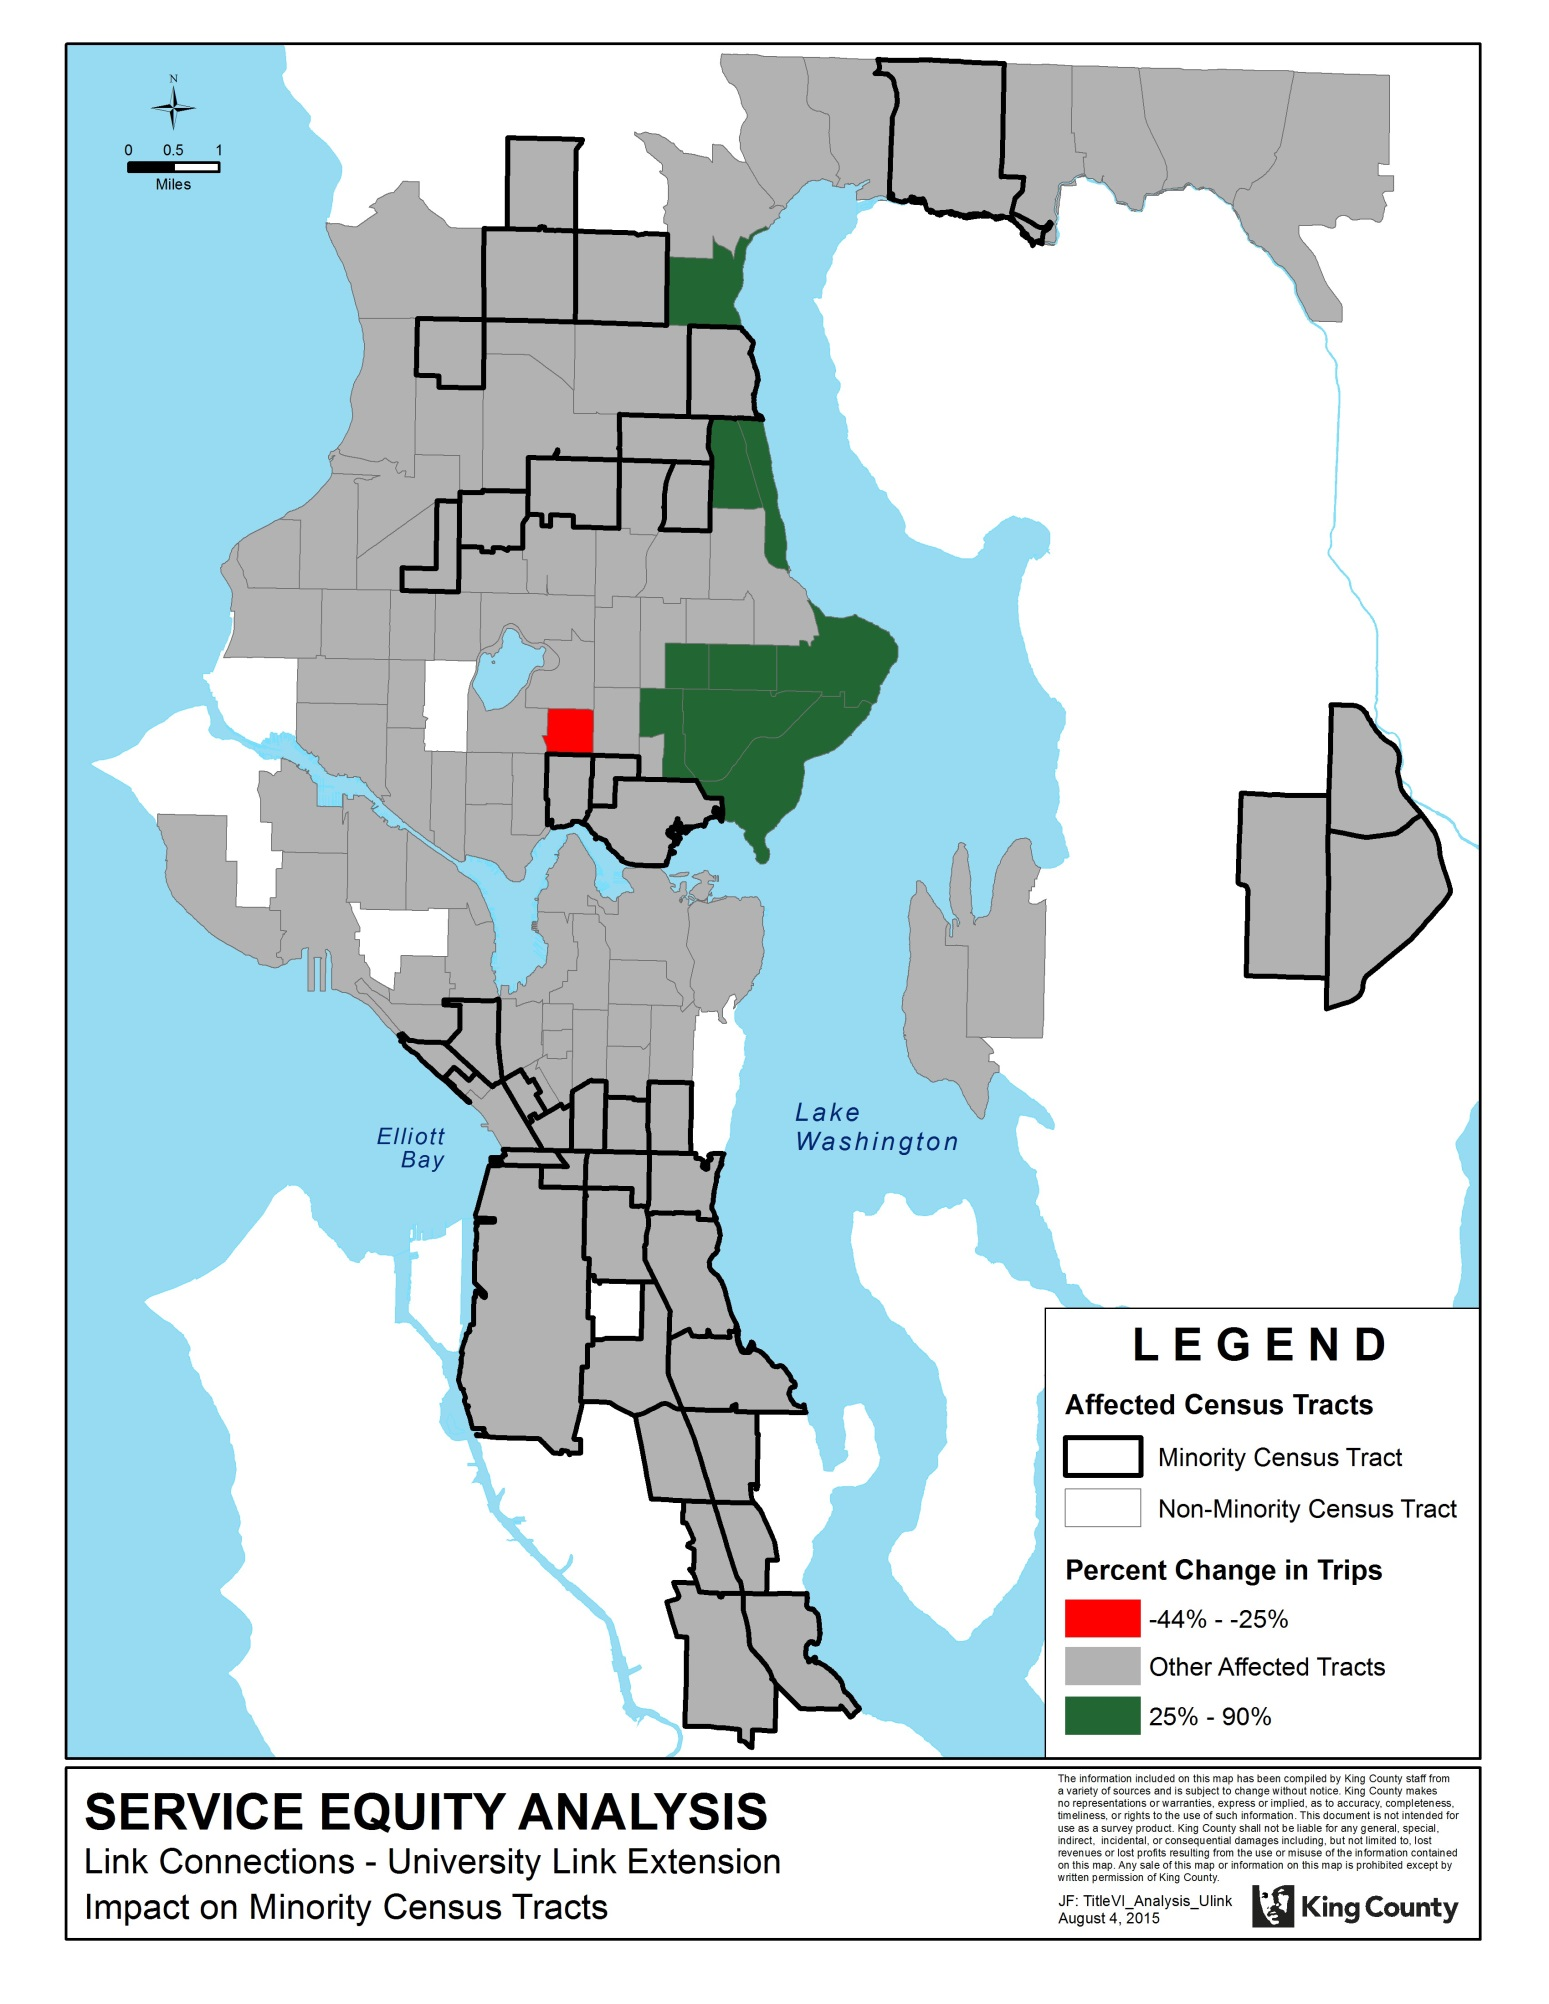 N
0 0.5 1
Miles
Elliott
Bay
Lake
Washington
LEGEND
Affected Census Tracts
Minority Census Tract
Non-Minority Census Tract
Percent Change in Trips
-44% - -25%
Other Affected Tracts
25% - 90%
SERVICE EQUITY ANALYSIS
Link Connections - University Link Extension
Impact on Minority Census Tracts
The information included on this map has been compiled by King County staff from
a variety of sources and is subject to change without notice. King County makes
no representations or warranties, express or implied, as to accuracy, completeness,
timeliness, or rights to the use of such information. This document is not intended for
use as a survey product. King County shall not be liable for any general, special,
indirect, incidental, or consequential damages including, but not limited to, lost
revenues or lost profits resulting from the use or misuse of the information contained
on this map. Any sale of this map or information on this map is prohibited except by
written permission of King County.
JF: TitleVI_Analysis_Ulink
August 4, 2015
King County